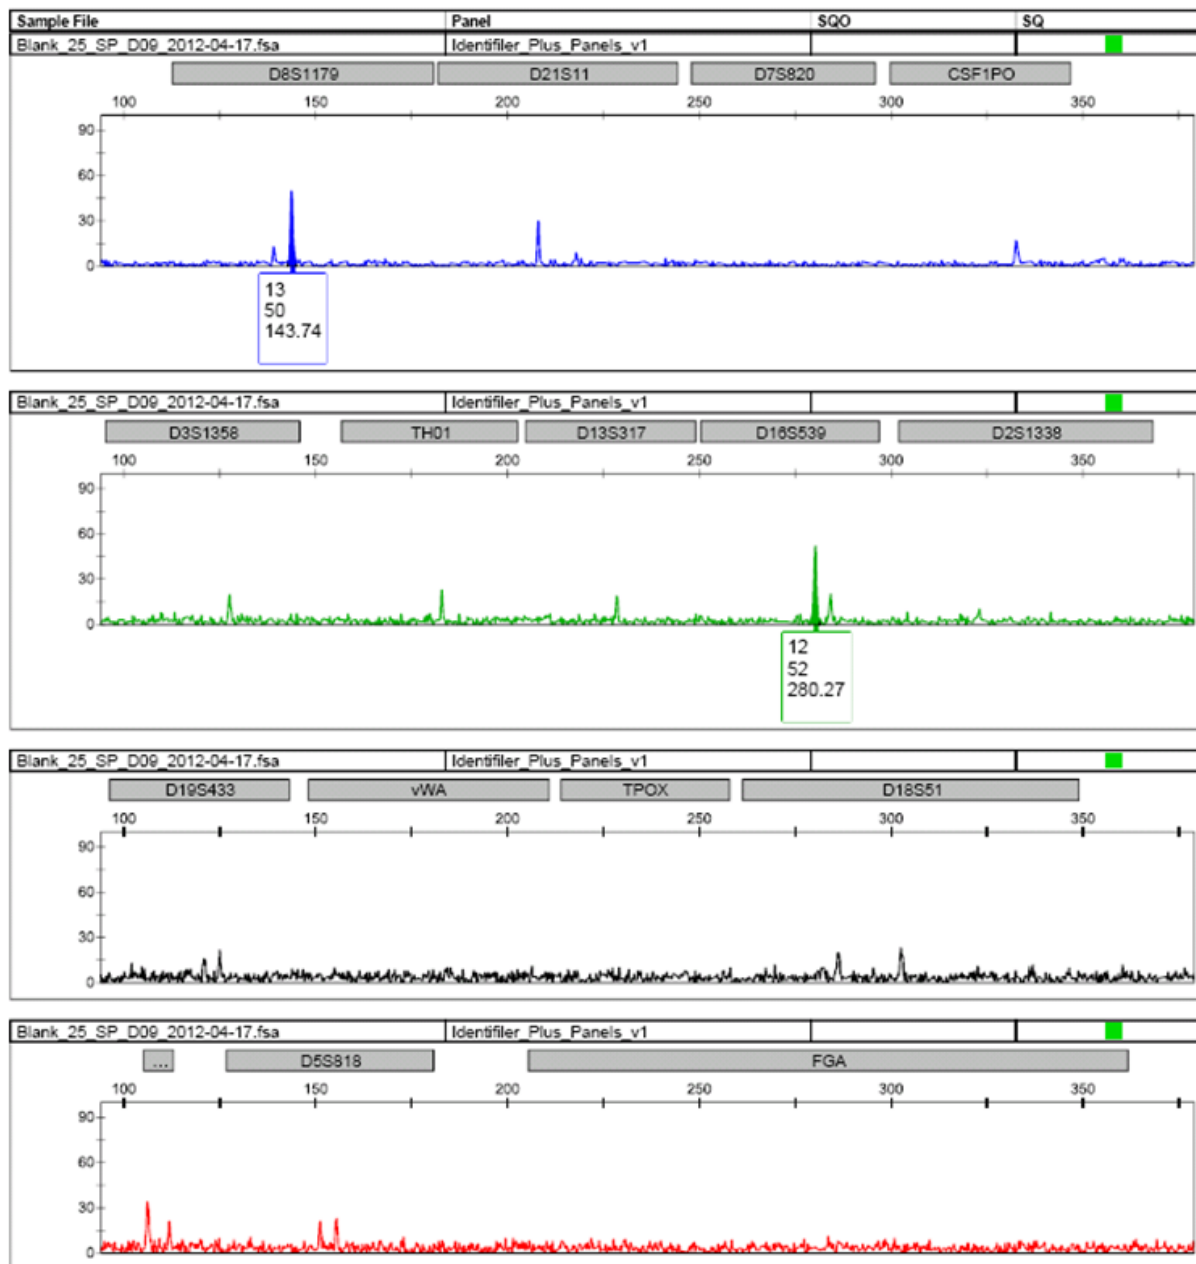 Sample File Panel SQO SQ
Blank_25_SP_D09_2012-04-17.fsa Identifiler_Plus_Panels_v1
D8S1179 D21S11 D7S820 CSF1PO
100 150 200 250 300 350
90
60
30
0
13
50
143.74
Blank_25_SP_D09_2012-04-17.fsa Identifiler_Plus_Panels_v1
D3S1358 TH01 D13S317 D16S539 D2S1338
100 150 200 250 300 350
90
60
30
0
12
52
280.27
Blank_25_SP_D09_2012-04-17.fsa Identifiler_Plus_Panels_v1
D19S433 vWA TPOX D18S51
100 150 200 250 300 350
90
60
30
0
Blank_25_SP_D09_2012-04-17.fsa Identifiler_Plus_Panels_v1
... D5S818 FGA
100 150 200 250 300 350
90
60
30
0